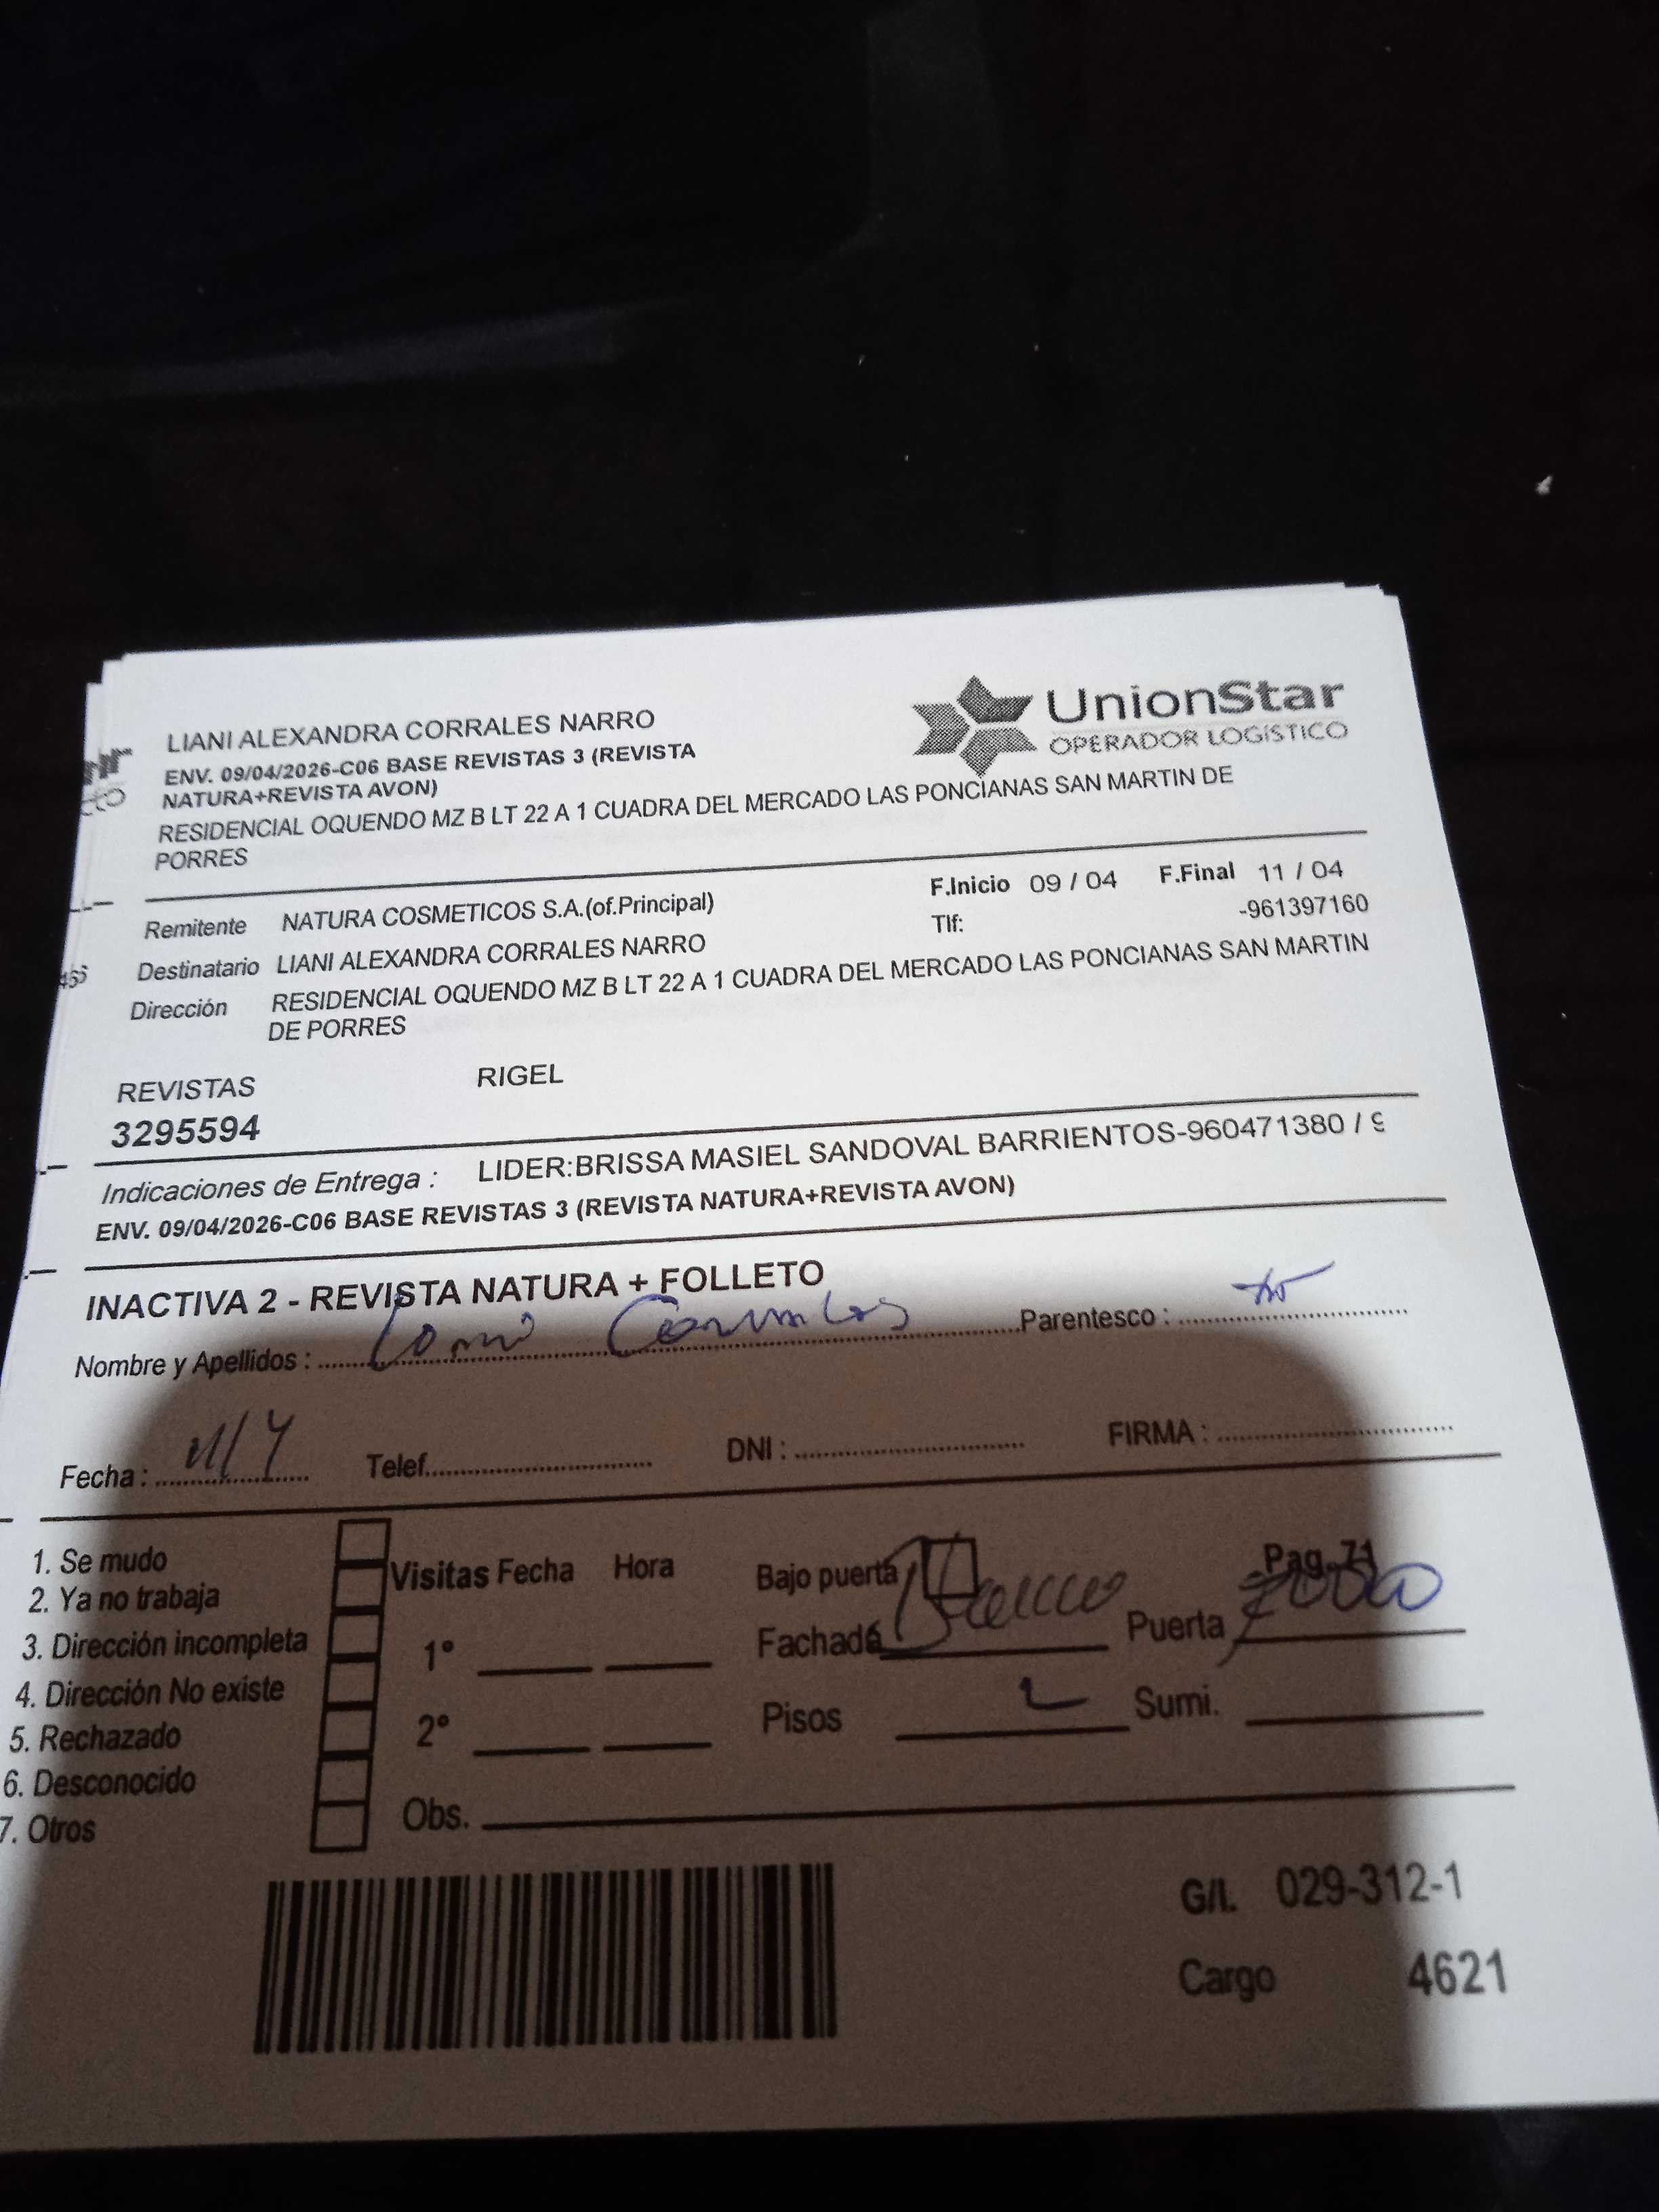 LIANI ALEXANDRA CORRALES NARRO
UnionStar
OPERADOR LOGÍSTICO
ENV. 09/04/2026-C06 BASE REVISTAS 3 (REVISTA
NATURA+REVISTA AVON)
RESIDENCIAL OQUENDO MZ B LT 22 A 1 CUADRA DEL MERCADO LAS PONCIANAS SAN MARTIN DE
PORRES
Remitente NATURA COSMETICOS S.A.(of.Principal) F.Inicio 09 / 04 F.Final 11 / 04
Tlf: -961397160
Destinatario LIANI ALEXANDRA CORRALES NARRO
Dirección RESIDENCIAL OQUENDO MZ B LT 22 A 1 CUADRA DEL MERCADO LAS PONCIANAS SAN MARTIN
DE PORRES
REVISTAS RIGEL
3295594
Indicaciones de Entrega : LIDER:BRISSA MASIEL SANDOVAL BARRIENTOS-960471380 / 9
ENV. 09/04/2026-C06 BASE REVISTAS 3 (REVISTA NATURA+REVISTA AVON)
INACTIVA 2 - REVISTA NATURA + FOLLETO
Nombre y Apellidos : Parentesco :
Fecha : 11/4 Telef. DNI : FIRMA :
1. Se mudo
2. Ya no trabaja
3. Dirección incompleta
4. Dirección No existe
5. Rechazado
6. Desconocido
7. Otros
Visitas Fecha Hora
1°
2°
Obs.
Bajo puerta Pag. 71
Fachada Puerta
Pisos 2 Sumi.
G/I. 029-312-1
Cargo 4621